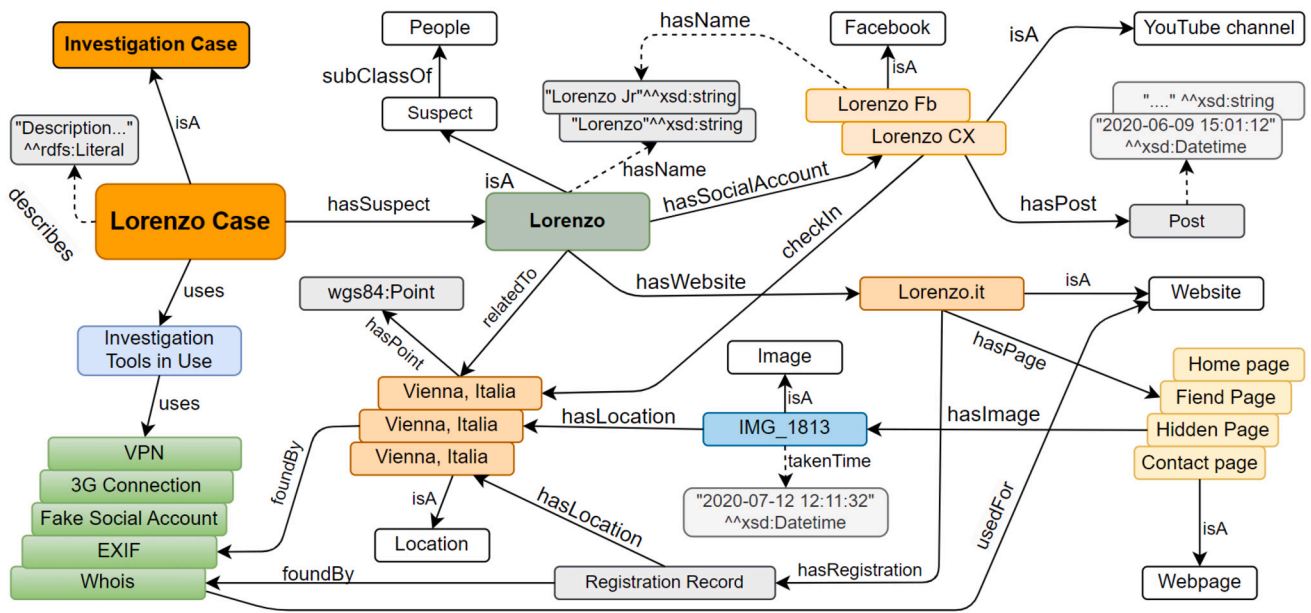 People
hasName
Facebook
isA
YouTube channel
Investigation Case
subClassOf
isA
"Lorenzo Jr"^^xsd:string
Lorenzo Fb
"...." ^^xsd:string
"Description..."
^^rdfs:Literal
isA
Suspect
"Lorenzo"^^xsd:string
Lorenzo CX
"2020-06-09 15:01:12"
^^xsd:Datetime
hasName
isA
describes
Lorenzo Case
hasSuspect
Lorenzo
hasSocialAccount
checkIn
hasPost
Post
uses
wgs84:Point
relatedTo
hasWebsite
Lorenzo.it
isA
Website
Investigation
Tools in Use
hasPoint
Image
hasPage
Home page
uses
Vienna, Italia
isA
Fiend Page
Vienna, Italia
hasLocation
IMG_1813
hasImage
Hidden Page
VPN
Vienna, Italia
takenTime
Contact page
3G Connection
foundBy
isA
hasLocation
"2020-07-12 12:11:32"
^^xsd:Datetime
usedFor
Fake Social Account
isA
EXIF
Location
Whois
foundBy
Registration Record
hasRegistration
Webpage